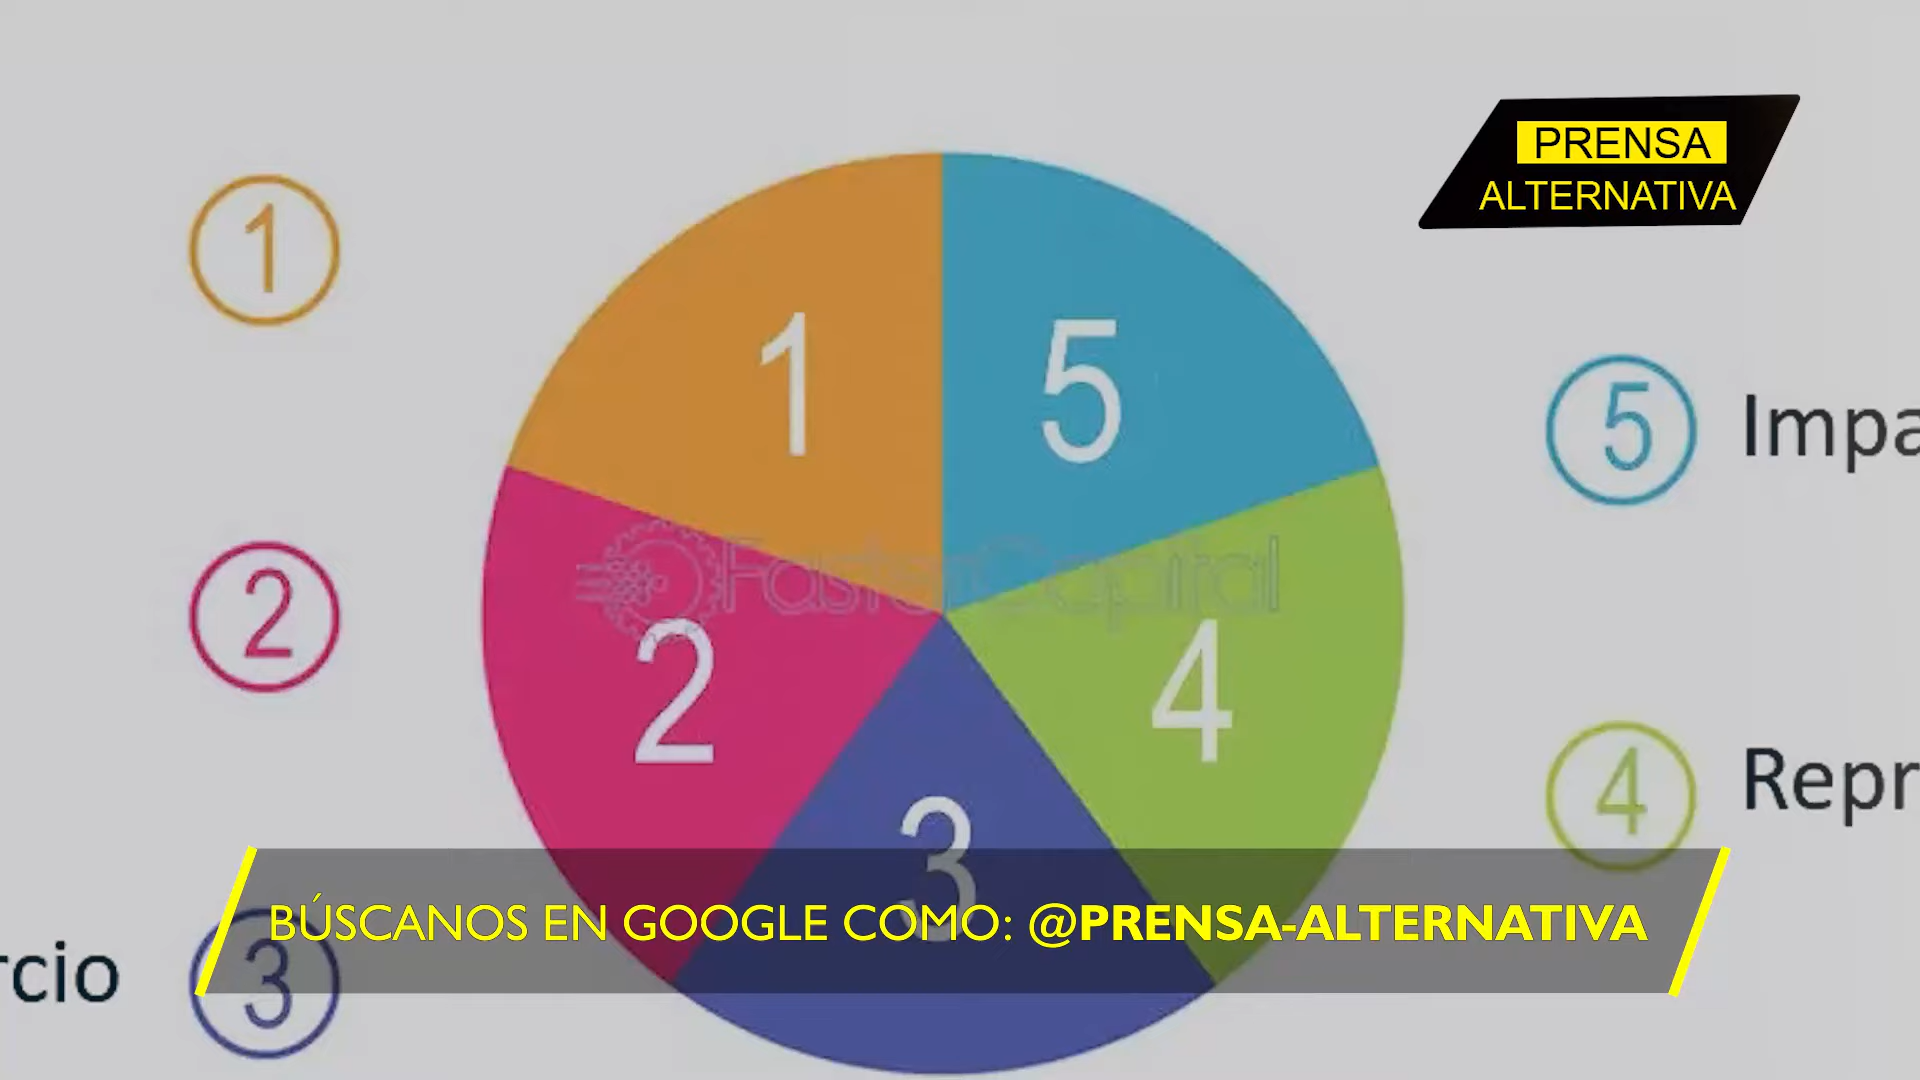 PRENSA
ALTERNATIVA
1
1
5
5
Impa
FasterCapital
2
2
4
4
Repr
3
rcio
3
BÚSCANOS EN GOOGLE COMO: @PRENSA-ALTERNATIVA